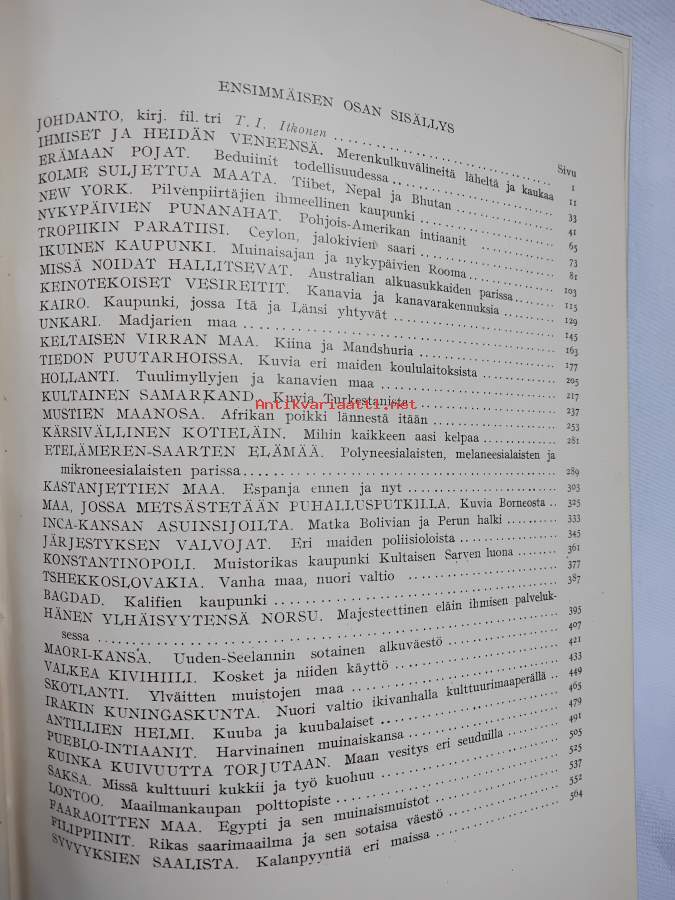 ENSIMMÄISEN OSAN SISÄLLYS
Sivu
JOHDANTO, kirj. fil. tri T. I. Itkonen .......... 1
IHMISET JA HEIDÄN VENEENSÄ. Merenkulkuvälineitä läheltä ja kaukaa 11
ERÄMAAN POJAT. Beduiinit todellisuudessa .......... 33
KOLME SULJETTUA MAATA. Tiibet, Nepal ja Bhutan .......... 41
NEW YORK. Pilvenpiirtäjien ihmeellinen kaupunki .......... 65
NYKYPÄIVIEN PUNANAHAT. Pohjois-Amerikan intiaanit .......... 73
TROPIIKIN PARATIISI. Ceylon, jalokivien saari .......... 81
IKUINEN KAUPUNKI. Muinaisajan ja nykypäivien Rooma .......... 103
MISSÄ NOIDAT HALLITSEVAT. Australian alkuasukkaiden parissa .......... 115
KEINOTEKOISET VESIREITIT. Kanavia ja kanavarakennuksia .......... 129
KAIRO. Kaupunki, jossa Itä ja Länsi yhtyvät .......... 145
UNKARI. Madjarien maa .......... 163
KELTAISEN VIRRAN MAA. Kiina ja Mandshuria .......... 177
TIEDON PUUTARHOISSA. Kuvia eri maiden koululaitoksista .......... 205
HOLLANTI. Tuulimyllyjen ja kanavien maa .......... 217
KULTAINEN SAMARKAND. Kuvia Turkestanista .......... 237
Antikvariaatti.net
MUSTIEN MAANOSA. Afrikan poikki lännestä itään .......... 253
KÄRSIVÄLLINEN KOTIELÄIN. Mihin kaikkeen aasi kelpaa .......... 281
ETELÄMEREN-SAARTEN ELÄMÄÄ. Polyneesialaisten, melaneesialaisten ja
mikroneesialaisten parissa .......... 289
KASTANJETTIEN MAA. Espanja ennen ja nyt .......... 303
MAA, JOSSA METSÄSTETÄÄN PUHALLUSPUTKILLA. Kuvia Borneosta .. 325
INCA-KANSAN ASUINSIJOILTA. Matka Bolivian ja Perun halki .......... 333
JÄRJESTYKSEN VALVOJAT. Eri maiden poliisioloista .......... 345
KONSTANTINOPOLI. Muistorikas kaupunki Kultaisen Sarven luona .......... 361
TSHEKKOSLOVAKIA. Vanha maa, nuori valtio .......... 377
BAGDAD. Kalifien kaupunki .......... 387
HÄNEN YLHÄISYYTENSÄ NORSU. Majesteettinen eläin ihmisen palveluk-
sessa .......... 395
MAORI-KANSA. Uuden-Seelannin sotainen alkuväestö .......... 407
VALKEA KIVIHIILI. Kosket ja niiden käyttö .......... 421
SKOTLANTI. Ylväitten muistojen maa .......... 433
IRAKIN KUNINGASKUNTA. Nuori valtio ikivanhalla kulttuurimaaperällä .. 449
ANTILLIEN HELMI. Kuuba ja kuubalaiset .......... 465
PUEBLO-INTIAANIT. Harvinainen muinaiskansa .......... 479
KUINKA KUIVUUTTA TORJUTAAN. Maan vesitys eri seuduilla .......... 491
SAKSA. Missä kulttuuri kukkii ja työ kohuu .......... 505
LONTOO. Maailmankaupan polttopiste .......... 525
FAARAOITTEN MAA. Egypti ja sen muinaismuistot .......... 537
FILIPPIINIT. Rikas saarimaailma ja sen sotaisa väestö .......... 552
SYVYYKSIEN SAALISTA. Kalanpyyntiä eri maissa .......... 564